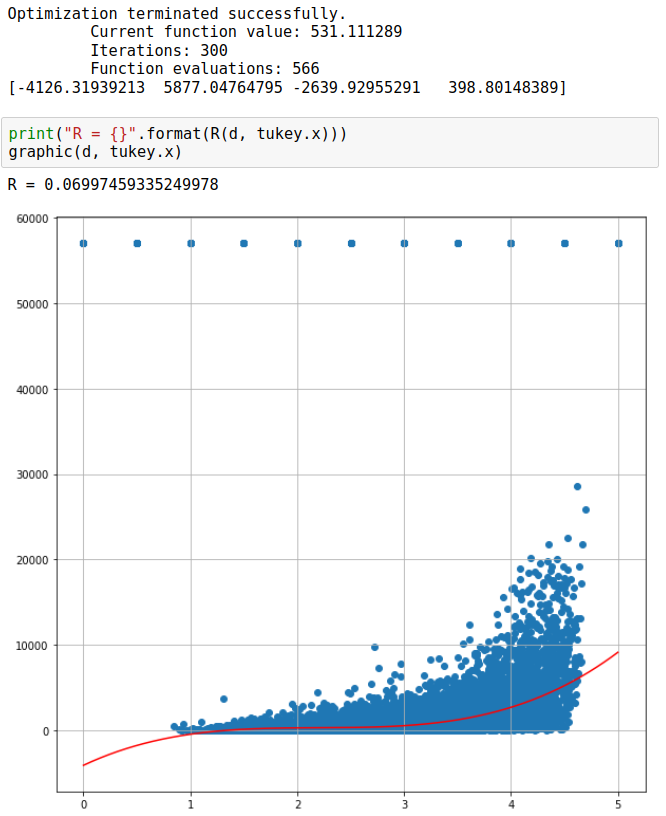 Optimization terminated successfully.
Current function value: 531.111289
Iterations: 300
Function evaluations: 566
[-4126.31939213  5877.04764795 -2639.92955291   398.80148389]
print("R = {}".format(R(d, tukey.x)))
graphic(d, tukey.x)
R = 0.06997459335249978
60000
50000
40000
30000
20000
10000
0
0 1 2 3 4 5